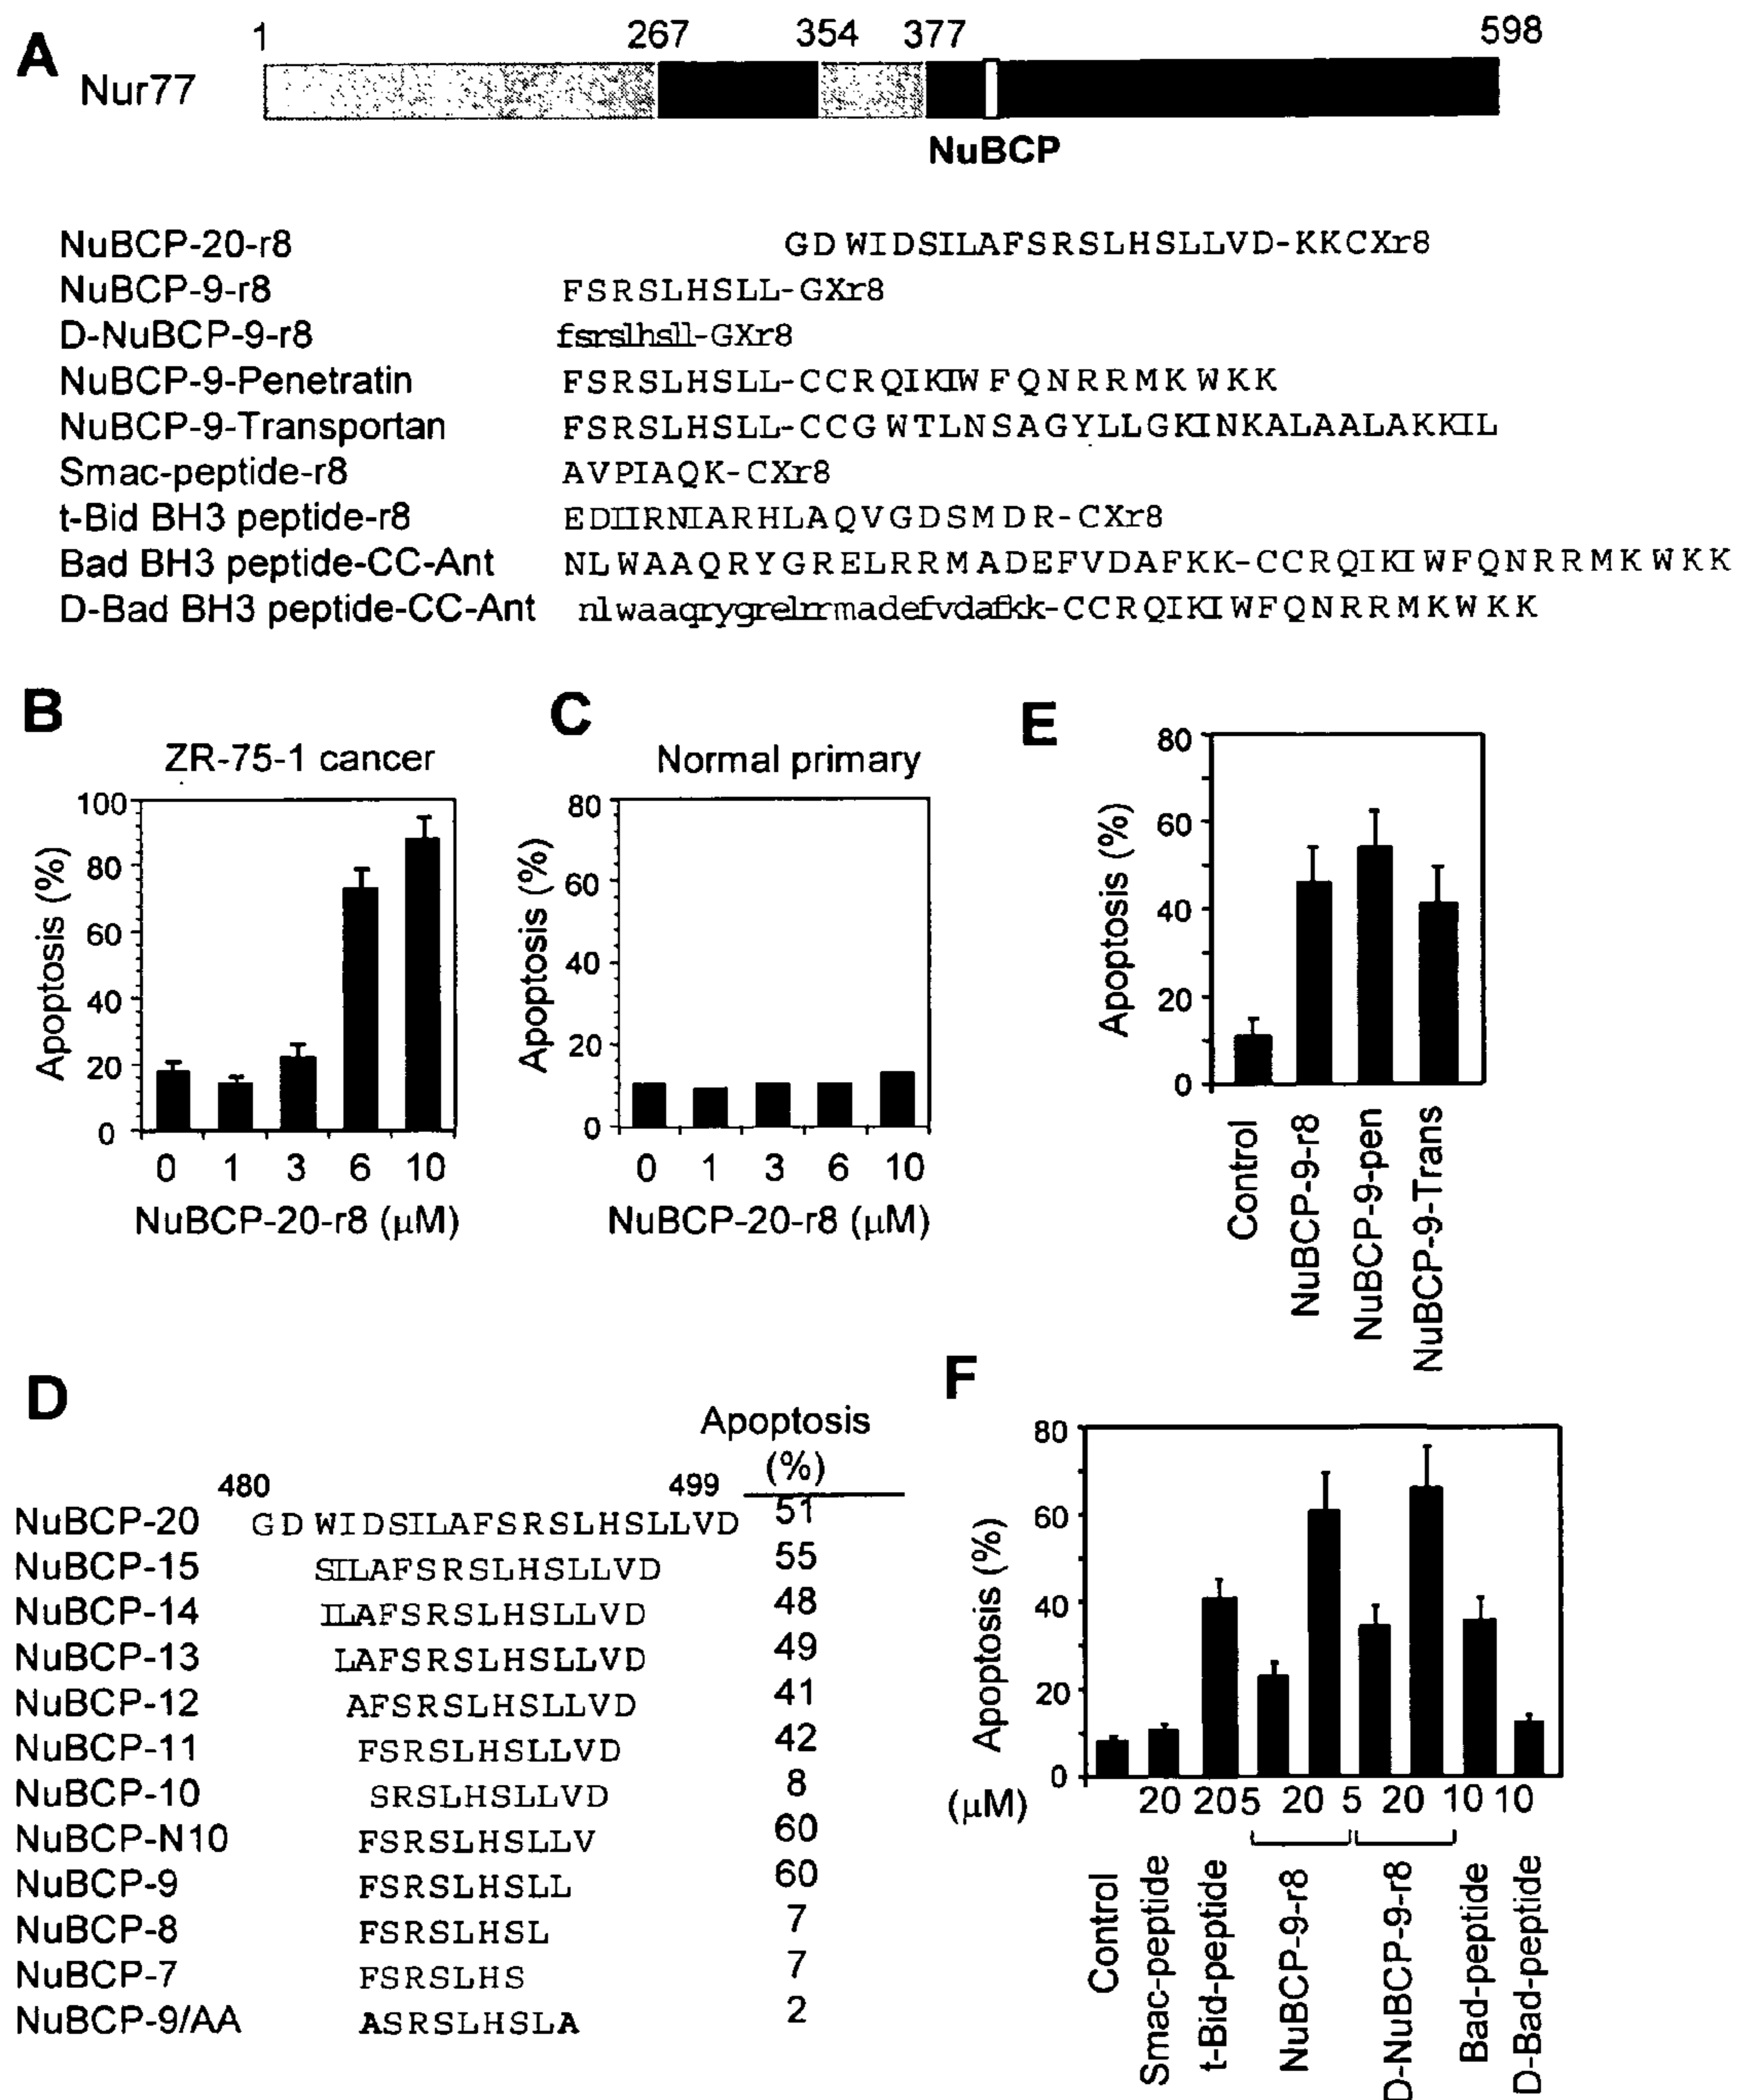 A
1 267 354 377 598
Nur77
NuBCP
NuBCP-20-r8 GDWIDSILAFSRSLHSLLVD-KKCXr8
NuBCP-9-r8 FSRSLHSLL-GXr8
D-NuBCP-9-r8 fsrslhsll-GXr8
NuBCP-9-Penetratin FSRSLHSLL-CCRQIKIWFQNRRMKWKK
NuBCP-9-Transportan FSRSLHSLL-CCGWTLNSAGYLLGKINKALAALAKKIL
Smac-peptide-r8 AVPIAQK-CXr8
t-Bid BH3 peptide-r8 EDIIRNIARHLAQVGDSMDR-CXr8
Bad BH3 peptide-CC-Ant NLWAAQRYGRELRRMADEFVDAFKK-CCRQIKIWFQNRRMKWKK
D-Bad BH3 peptide-CC-Ant nlwaaqrygrelrrmadefvdafkk-CCRQIKIWFQNRRMKWKK
B
ZR-75-1 cancer
Apoptosis (%)
100
80
60
40
20
0
0 1 3 6 10
NuBCP-20-r8 (μM)
C
Normal primary
Apoptosis (%)
80
60
40
20
0
0 1 3 6 10
NuBCP-20-r8 (μM)
E
Apoptosis (%)
80
60
40
20
0
Control
NuBCP-9-r8
NuBCP-9-pen
NuBCP-9-Trans
D
Apoptosis
(%)
480 499
NuBCP-20 GDWIDSILAFSRSLHSLLVD 51
NuBCP-15 SILAFSRSLHSLLVD 55
NuBCP-14 ILAFSRSLHSLLVD 48
NuBCP-13 LAFSRSLHSLLVD 49
NuBCP-12 AFSRSLHSLLVD 41
NuBCP-11 FSRSLHSLLVD 42
NuBCP-10 SRSLHSLLVD 8
NuBCP-N10 FSRSLHSLLV 60
NuBCP-9 FSRSLHSLL 60
NuBCP-8 FSRSLHSL 7
NuBCP-7 FSRSLHS 7
NuBCP-9/AA ASRSLHSLA 2
F
Apoptosis (%)
80
60
40
20
0
(μM) 20 20 5 20 5 20 10 10
Control
Smac-peptide
t-Bid-peptide
NuBCP-9-r8
D-NuBCP-9-r8
Bad-peptide
D-Bad-peptide